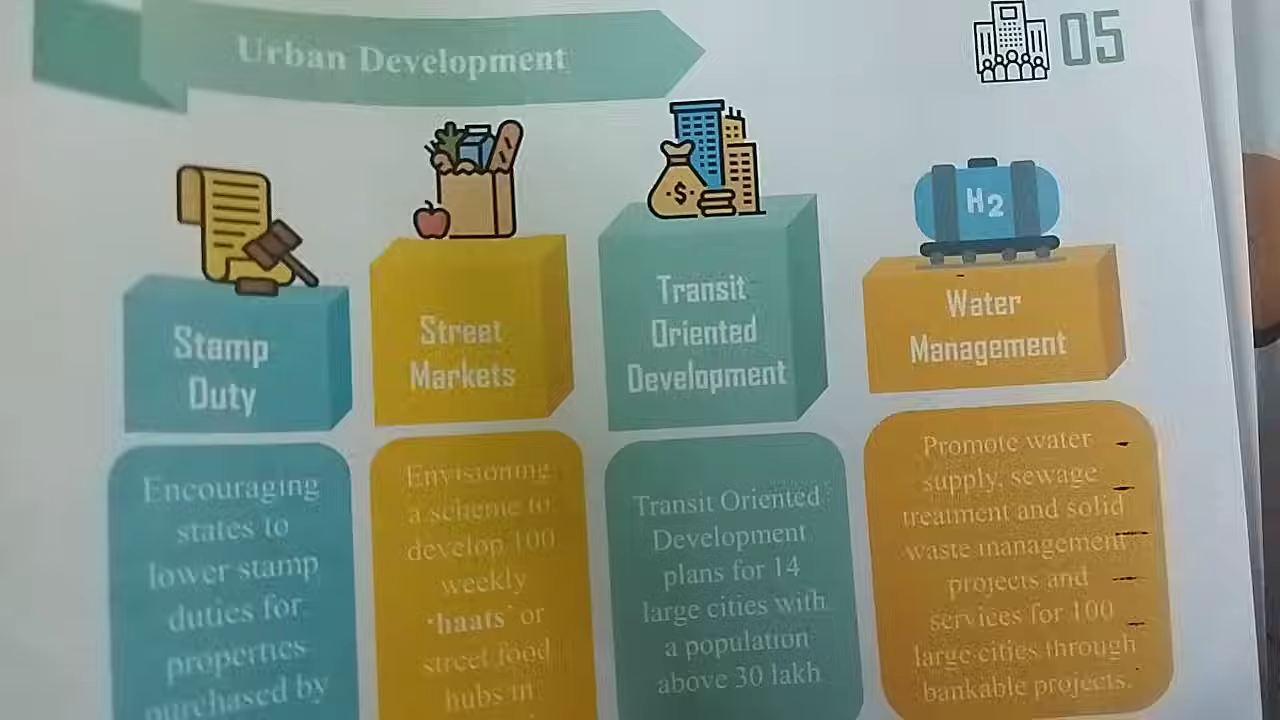 Urban Development
05
H2
Stamp
Duty
Street
Markets
Transit
Oriented
Development
Water
Management
Encouraging
states to
lower stamp
duties for
properties
purchased by
Envisioning
a scheme to
develop 100
weekly
'haats' or
street food
hubs in
Transit Oriented
Development
plans for 14
large cities with
a population
above 30 lakh
Promote water
supply, sewage
treatment and solid
waste management
projects and
services for 100
large cities through
bankable projects.